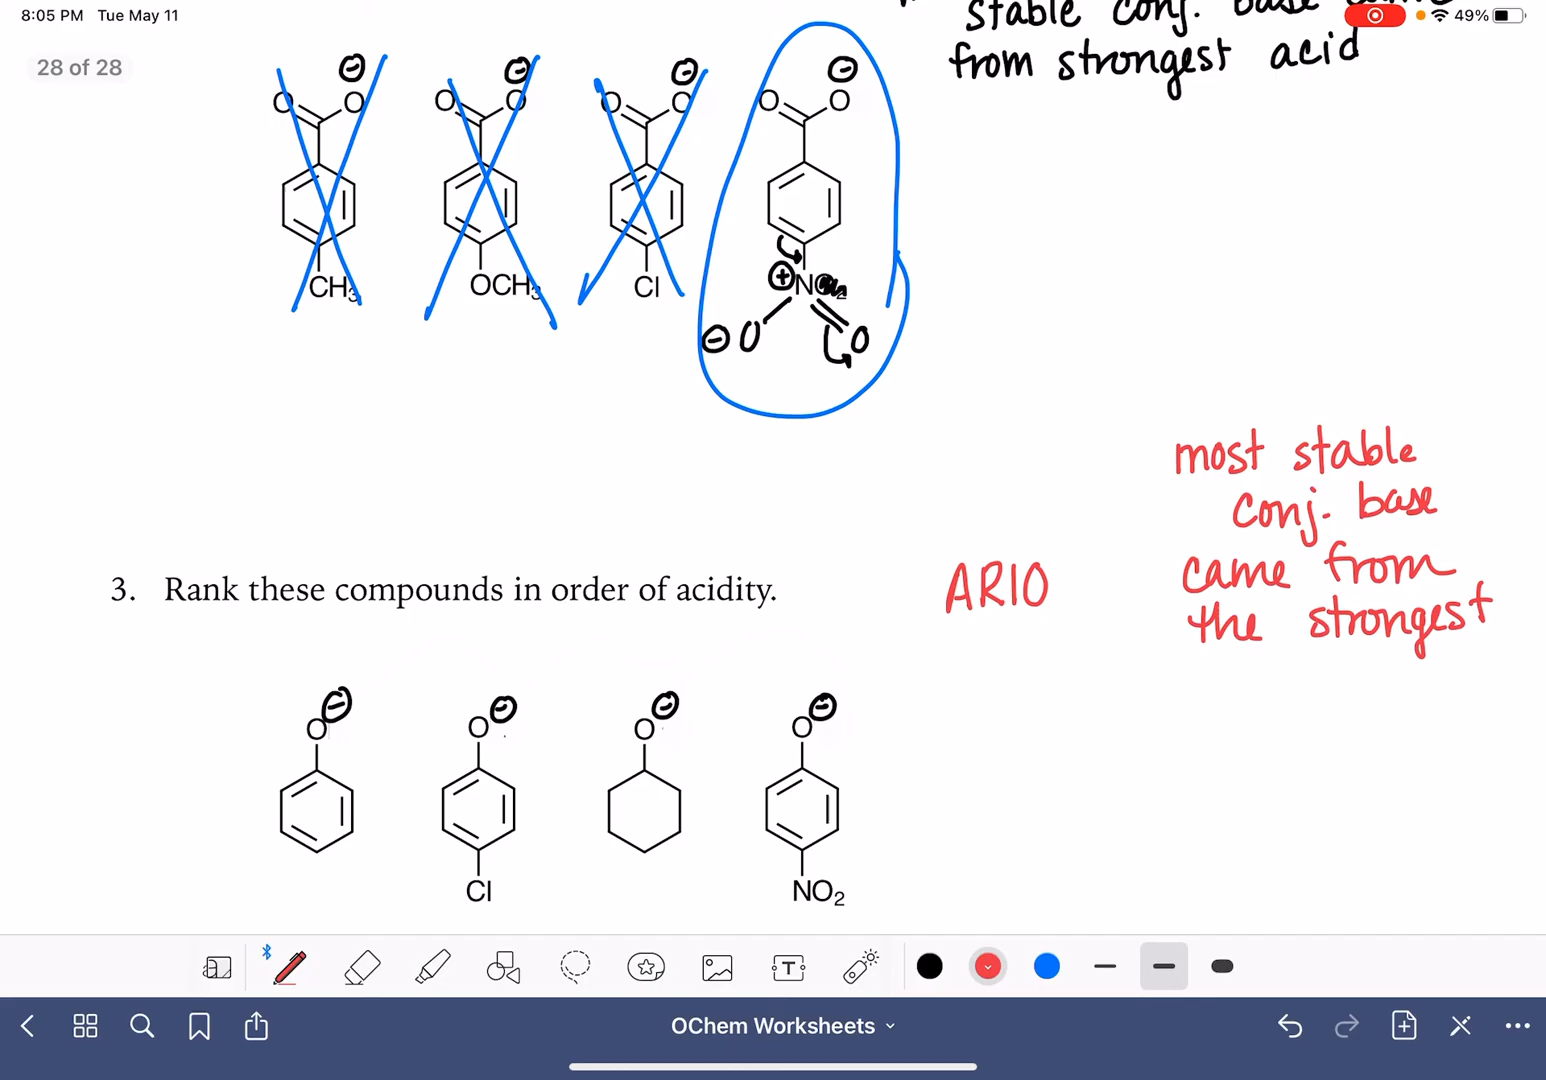 8:05 PM Tue May 11
49%
stable conj. base came
from strongest acid
28 of 28
⊖ ⊖ ⊖ ⊖
O O O O O O O O
CH3 OCH3 Cl ⊕N
⊖ O O
most stable
conj. base
came from
the strongest
3. Rank these compounds in order of acidity.
ARIO
⊖ ⊖ ⊖ ⊖
O O O O
Cl NO2
T
OChem Worksheets